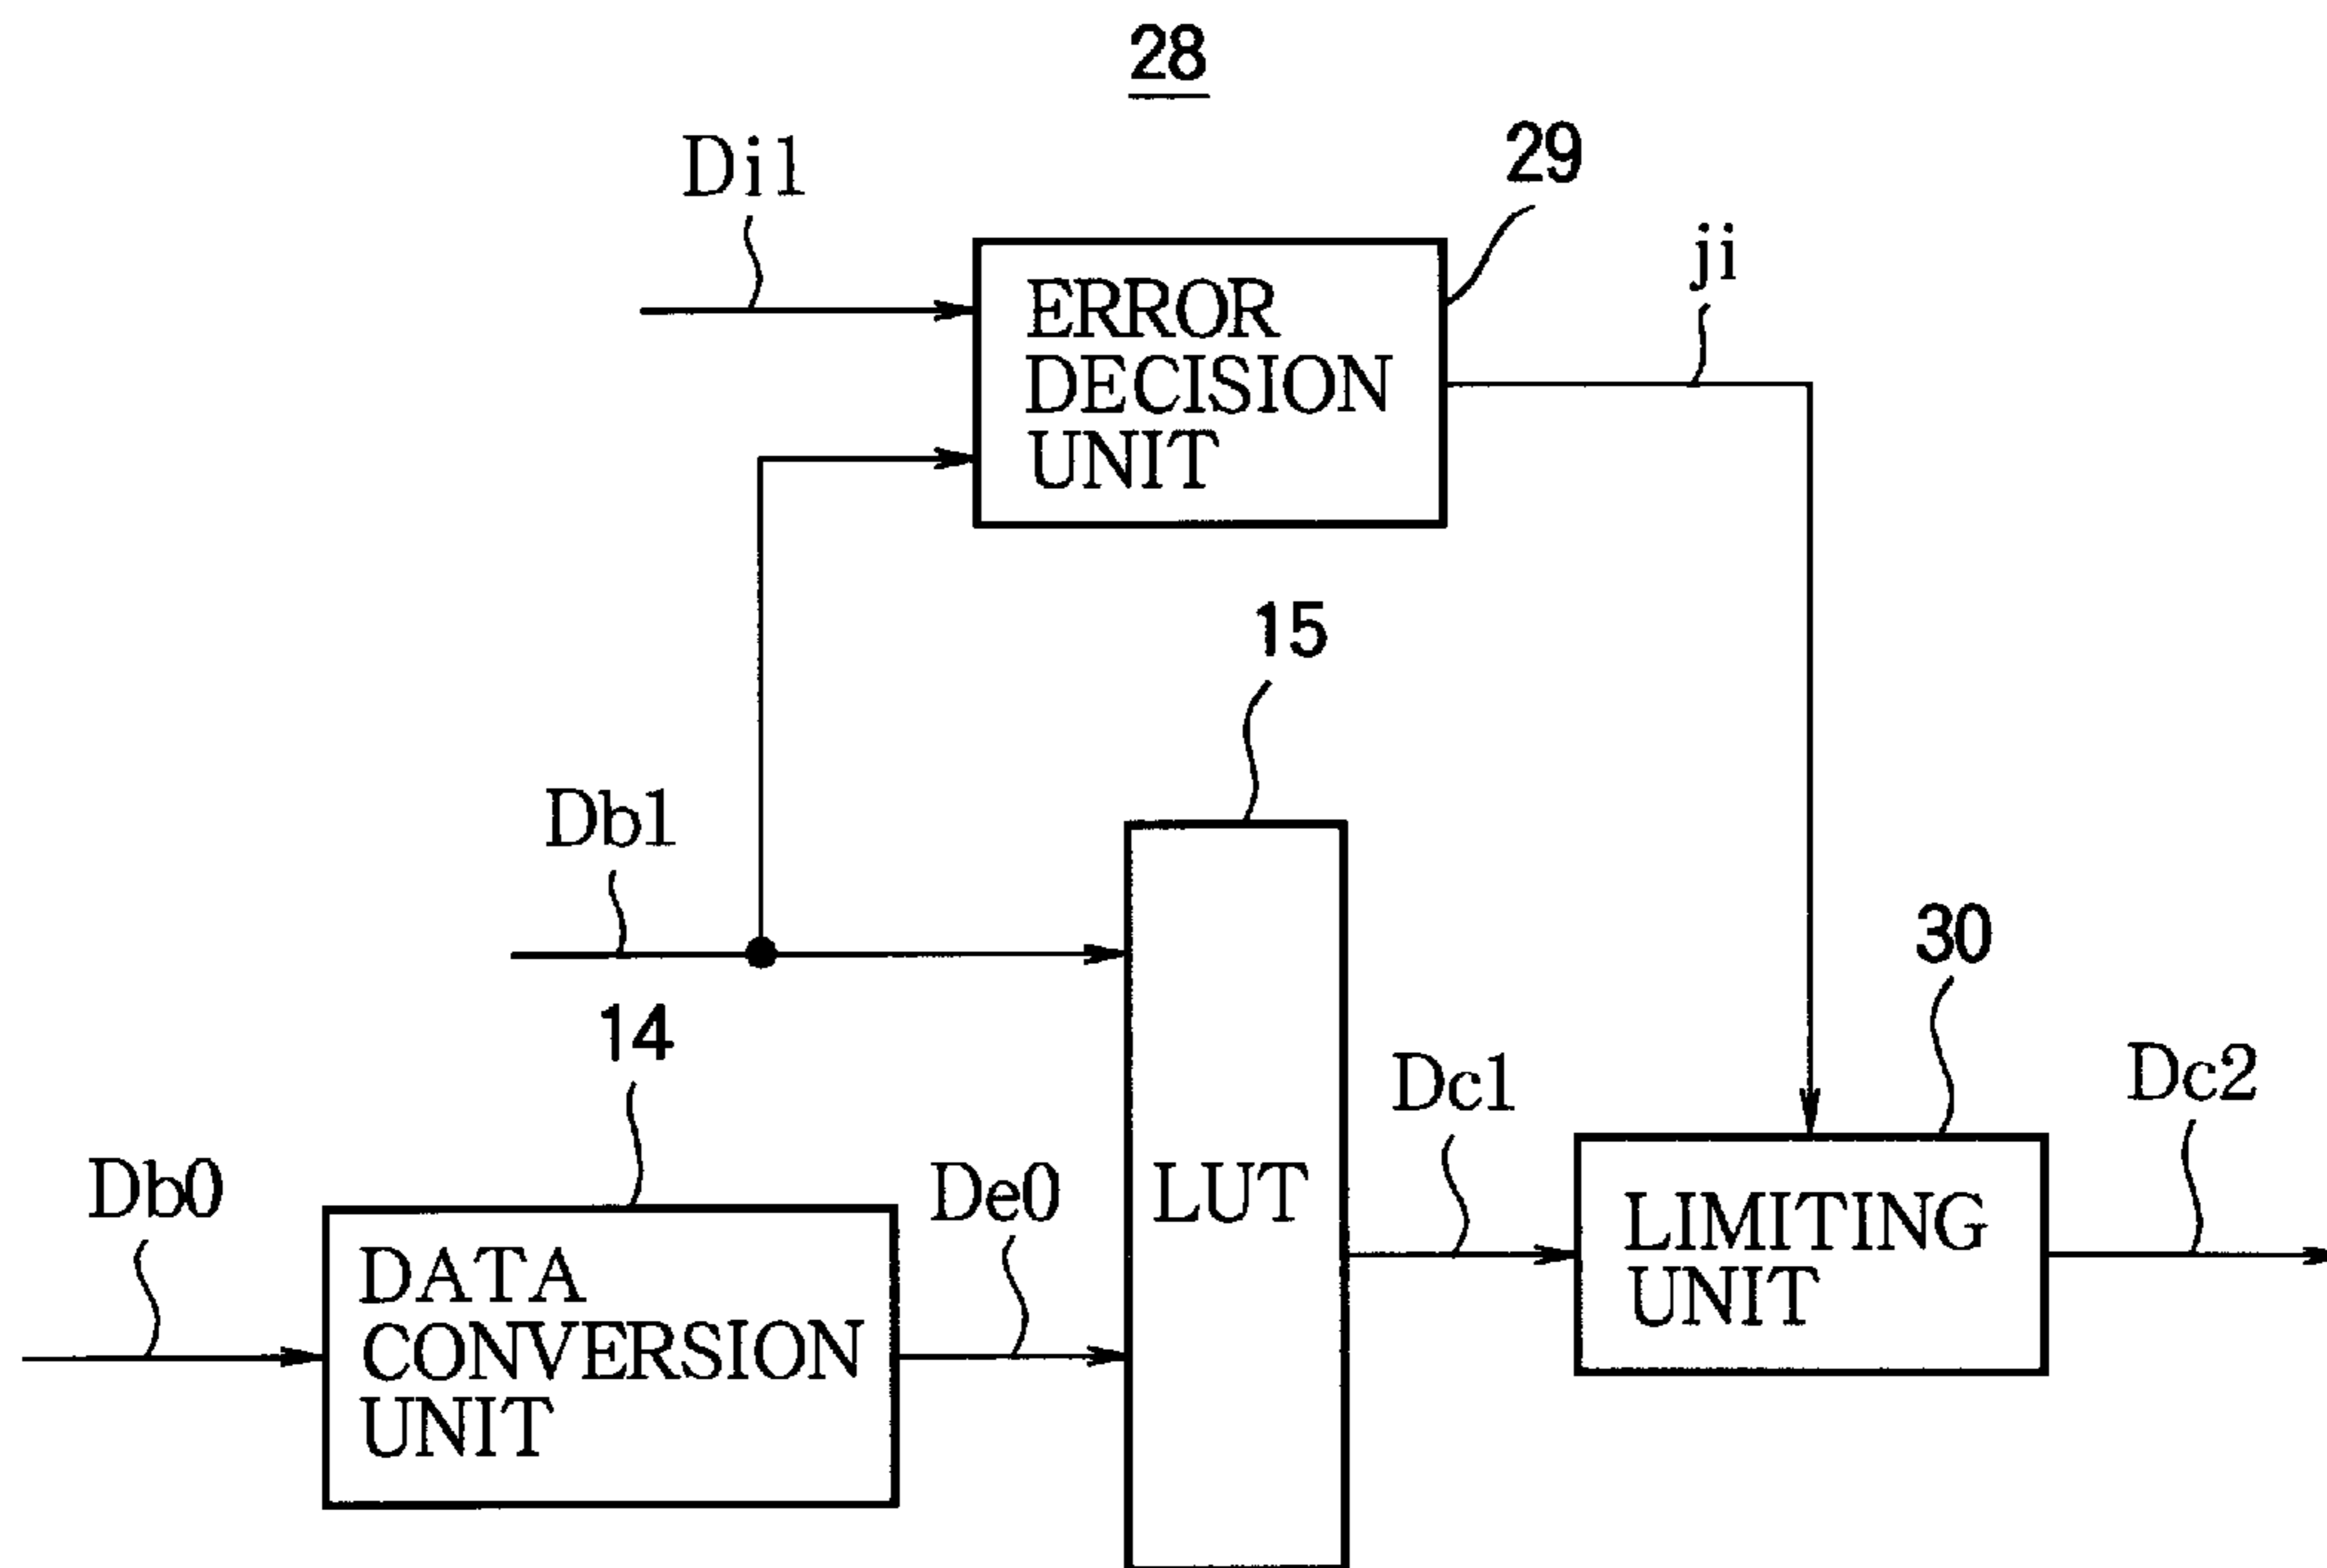 28
Di1
29
ji
ERROR
DECISION
UNIT
15
Db1
30
14
Dc1
Dc2
Db0
De0
LUT
LIMITING
UNIT
DATA
CONVERSION
UNIT